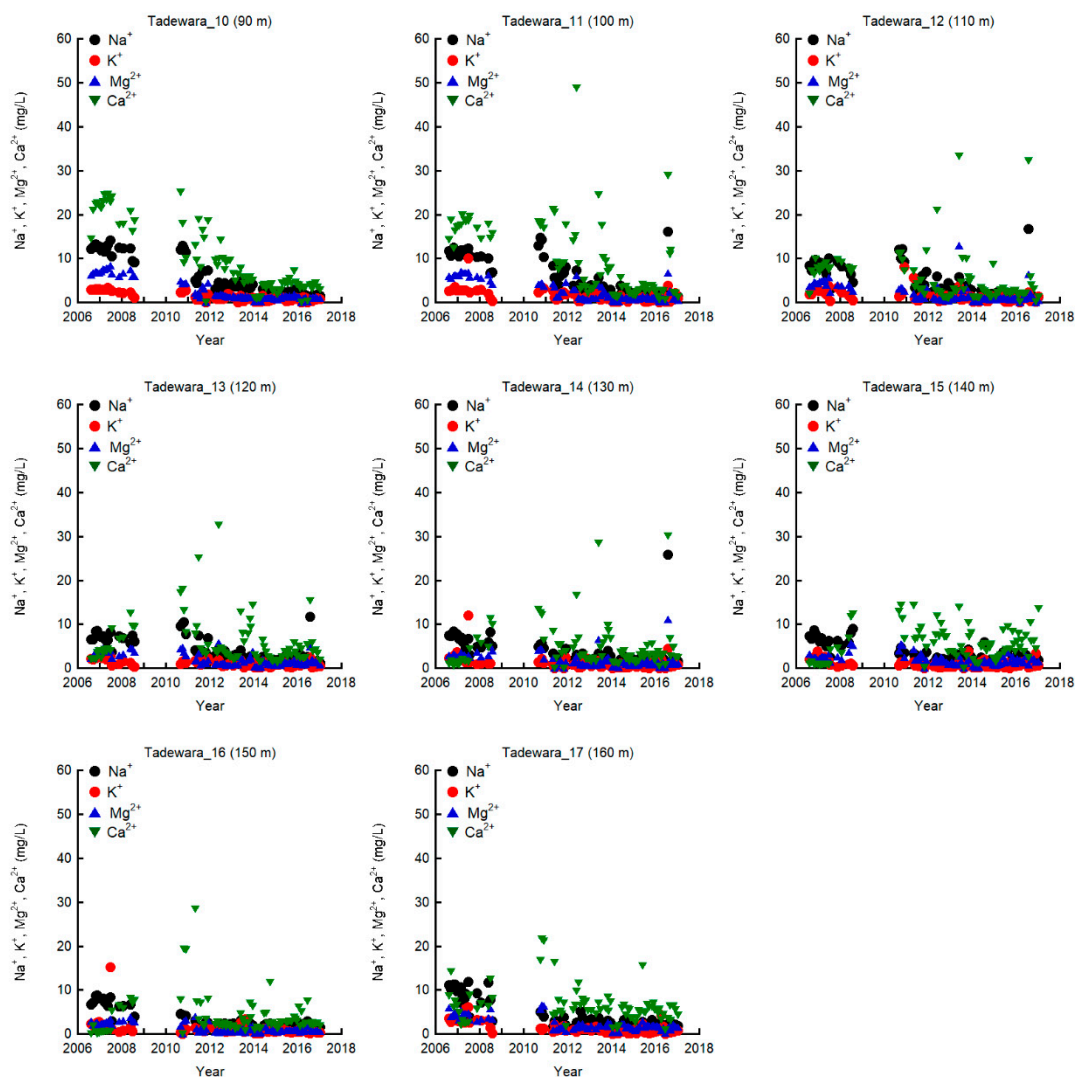 Tadewara_10 (90 m)
Na⁺, K⁺, Mg²⁺, Ca²⁺ (mg/L)
60
50
40
30
20
10
0
Na⁺
K⁺
Mg²⁺
Ca²⁺
2006 2008 2010 2012 2014 2016 2018
Year
Tadewara_11 (100 m)
Na⁺, K⁺, Mg²⁺, Ca²⁺ (mg/L)
60
50
40
30
20
10
0
Na⁺
K⁺
Mg²⁺
Ca²⁺
2006 2008 2010 2012 2014 2016 2018
Year
Tadewara_12 (110 m)
Na⁺, K⁺, Mg²⁺, Ca²⁺ (mg/L)
60
50
40
30
20
10
0
Na⁺
K⁺
Mg²⁺
Ca²⁺
2006 2008 2010 2012 2014 2016 2018
Year
Tadewara_13 (120 m)
Na⁺, K⁺, Mg²⁺, Ca²⁺ (mg/L)
60
50
40
30
20
10
0
Na⁺
K⁺
Mg²⁺
Ca²⁺
2006 2008 2010 2012 2014 2016 2018
Year
Tadewara_14 (130 m)
Na⁺, K⁺, Mg²⁺, Ca²⁺ (mg/L)
60
50
40
30
20
10
0
Na⁺
K⁺
Mg²⁺
Ca²⁺
2006 2008 2010 2012 2014 2016 2018
Year
Tadewara_15 (140 m)
Na⁺, K⁺, Mg²⁺, Ca²⁺ (mg/L)
60
50
40
30
20
10
0
Na⁺
K⁺
Mg²⁺
Ca²⁺
2006 2008 2010 2012 2014 2016 2018
Year
Tadewara_16 (150 m)
Na⁺, K⁺, Mg²⁺, Ca²⁺ (mg/L)
60
50
40
30
20
10
0
Na⁺
K⁺
Mg²⁺
Ca²⁺
2006 2008 2010 2012 2014 2016 2018
Year
Tadewara_17 (160 m)
Na⁺, K⁺, Mg²⁺, Ca²⁺ (mg/L)
60
50
40
30
20
10
0
Na⁺
K⁺
Mg²⁺
Ca²⁺
2006 2008 2010 2012 2014 2016 2018
Year